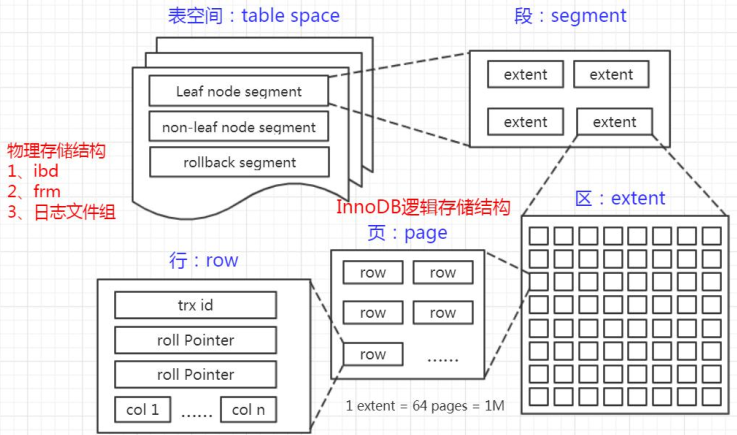 表空间：table space
段：segment
Leaf node segment
non-leaf node segment
rollback segment
extent
extent
extent
extent
物理存储结构
1、ibd
2、frm
3、日志文件组
InnoDB逻辑存储结构
区：extent
页：page
行：row
row
row
row
row
row
……
trx id
roll Pointer
roll Pointer
col 1
……
col n
1 extent = 64 pages = 1M